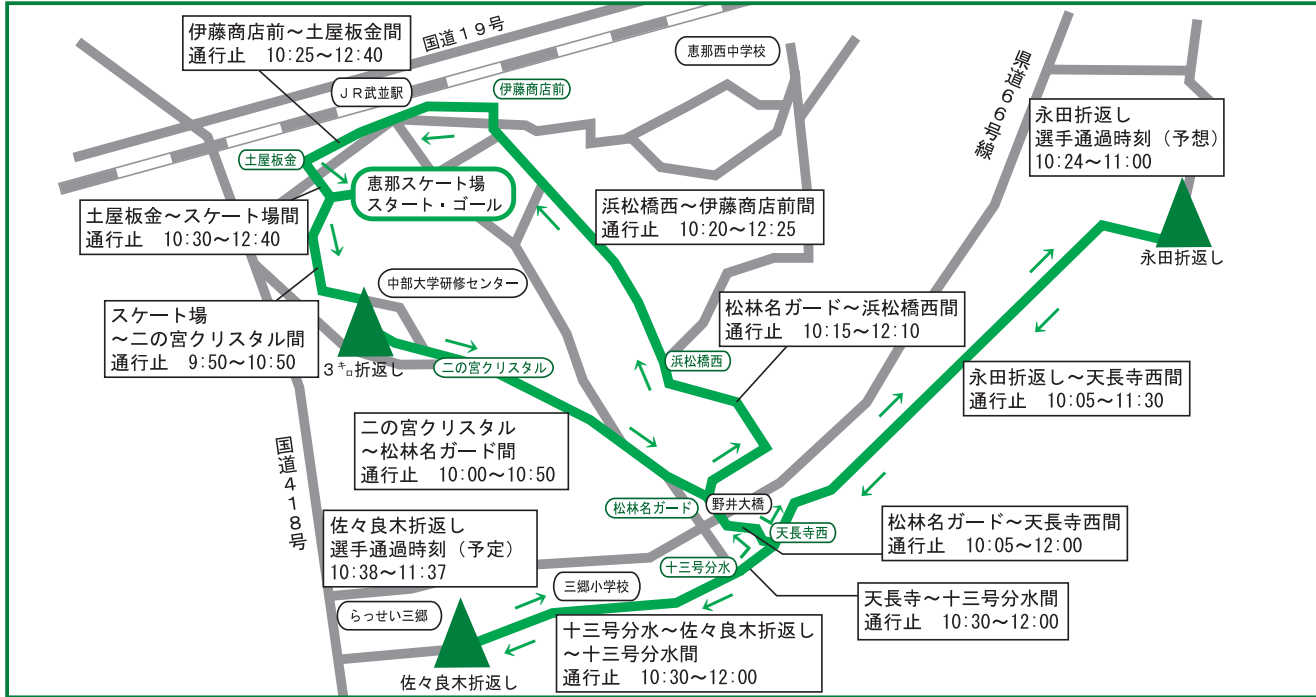 伊藤商店前～土屋板金間
通行止　10:25～12:40
国道１９号
恵那西中学校
ＪＲ武並駅
伊藤商店前
県道６６号線
永田折返し
選手通過時刻（予想）
10:24～11:00
土屋板金
恵那スケート場
スタート・ゴール
土屋板金～スケート場間
通行止　10:30～12:40
浜松橋西～伊藤商店前間
通行止　10:20～12:25
永田折返し
中部大学研修センター
スケート場
～二の宮クリスタル間
通行止　9:50～10:50
松林名ガード～浜松橋西間
通行止　10:15～12:10
３㌔折返し
二の宮クリスタル
浜松橋西
永田折返し～天長寺西間
通行止　10:05～11:30
二の宮クリスタル
～松林名ガード間
通行止　10:00～10:50
国道４１８号
松林名ガード
野井大橋
天長寺西
松林名ガード～天長寺西間
通行止　10:05～12:00
佐々良木折返し
選手通過時刻（予定）
10:38～11:37
十三号分水
三郷小学校
天長寺～十三号分水間
通行止　10:30～12:00
らっせい三郷
十三号分水～佐々良木折返し
～十三号分水間
通行止　10:30～12:00
佐々良木折返し